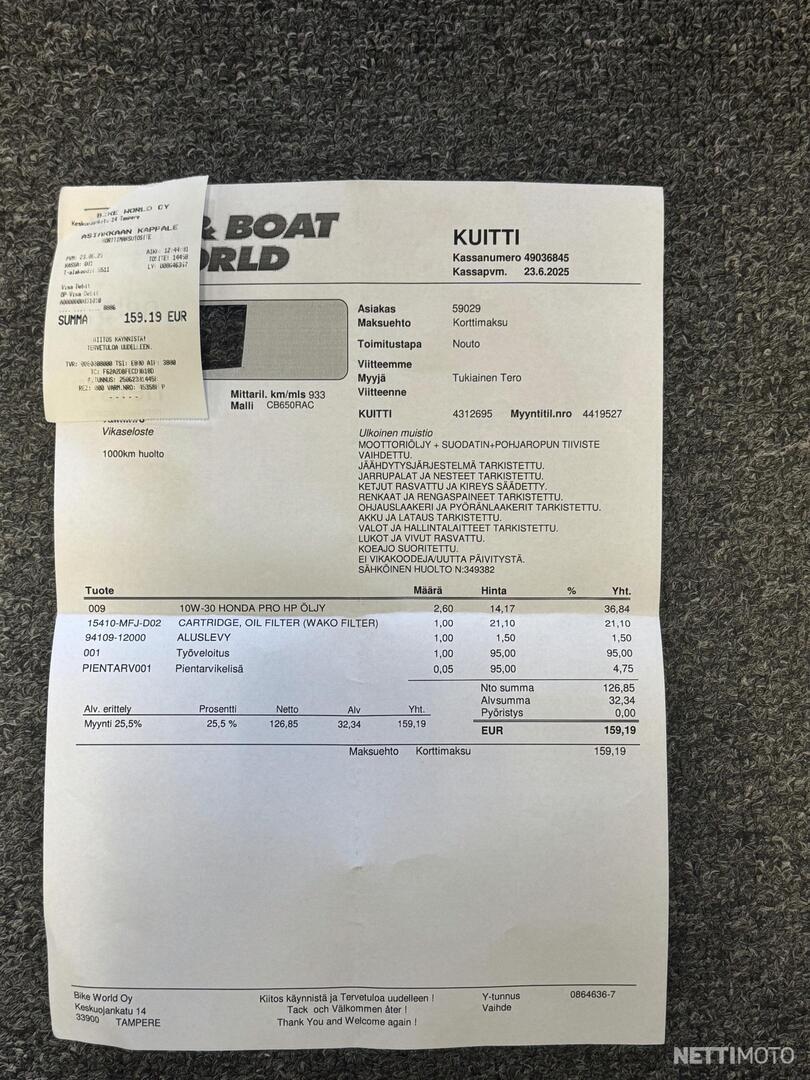 BIKE WORLD OY
Keskuojankatu 14 Tampere
ASIAKKAAN KAPPALE
KORTTIMAKSUTOSITE
PVM: 23.06.25 AIKA: 12:44:01
KASSA: 001
SUMMA 159.19 EUR
KIITOS KÄYNNISTÄ!
TERVETULOA UUDELLEEN.
- - - - -
& BOAT
WORLD
KUITTI
Kassanumero 49036845
Kassapvm. 23.6.2025
Asiakas 59029
Maksuehto Korttimaksu
Toimitustapa Nouto
Viitteemme
Myyjä Tukiainen Tero
Viitteenne
Mittaril. km/mls 933
Malli CB650RAC
KUITTI 4312695 Myyntitil.nro 4419527
Vikaseloste
1000km huolto
Ulkoinen muistio
MOOTTORIÖLJY + SUODATIN+POHJAROPUN TIIVISTE
VAIHDETTU.
JÄÄHDYTYSJÄRJESTELMÄ TARKISTETTU.
JARRUPALAT JA NESTEET TARKISTETTU.
KETJUT RASVATTU JA KIREYS SÄÄDETTY.
RENKAAT JA RENGASPAINEET TARKISTETTU.
OHJAUSLAAKERI JA PYÖRÄNLAAKERIT TARKISTETTU.
AKKU JA LATAUS TARKISTETTU.
VALOT JA HALLINTALAITTEET TARKISTETTU.
LUKOT JA VIVUT RASVATTU.
KOEAJO SUORITETTU.
EI VIKAKOODEJA/UUTTA PÄIVITYSTÄ.
SÄHKÖINEN HUOLTO N:349382
Tuote Määrä Hinta % Yht.
009 10W-30 HONDA PRO HP ÖLJY 2,60 14,17 36,84
15410-MFJ-D02 CARTRIDGE, OIL FILTER (WAKO FILTER) 1,00 21,10 21,10
94109-12000 ALUSLEVY 1,00 1,50 1,50
001 Työveloitus 1,00 95,00 95,00
PIENTARV001 Pientarvikelisä 0,05 95,00 4,75
Nto summa 126,85
Alvsumma 32,34
Pyöristys 0,00
EUR 159,19
Alv. erittely Prosentti Netto Alv Yht.
Myynti 25,5% 25,5 % 126,85 32,34 159,19
Maksuehto Korttimaksu 159,19
Bike World Oy
Keskuojankatu 14
33900 TAMPERE
Kiitos käynnistä ja Tervetuloa uudelleen !
Tack och Välkommen åter !
Thank You and Welcome again !
Y-tunnus 0864636-7
Vaihde
NETTIMOTO